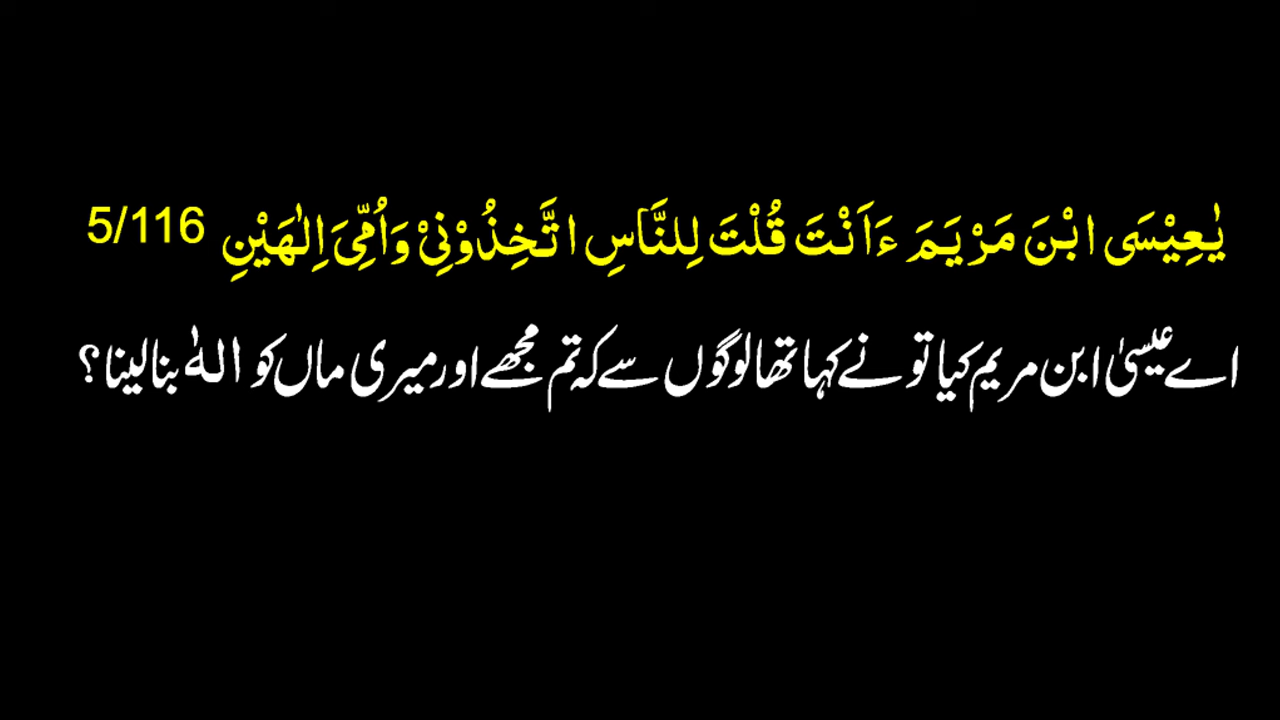 یٰعِیْسَی ابْنَ مَرْیَمَ ءَاَنْتَ قُلْتَ لِلنَّاسِ اتَّخِذُوْنِیْ وَاُمِّیَ اِلٰهَیْنِ 5/116
اے عیسیٰ ابن مریم کیا تو نے کہا تھا لوگوں سے کہ تم مجھے اور میری ماں کو الٰہ بنا لینا؟